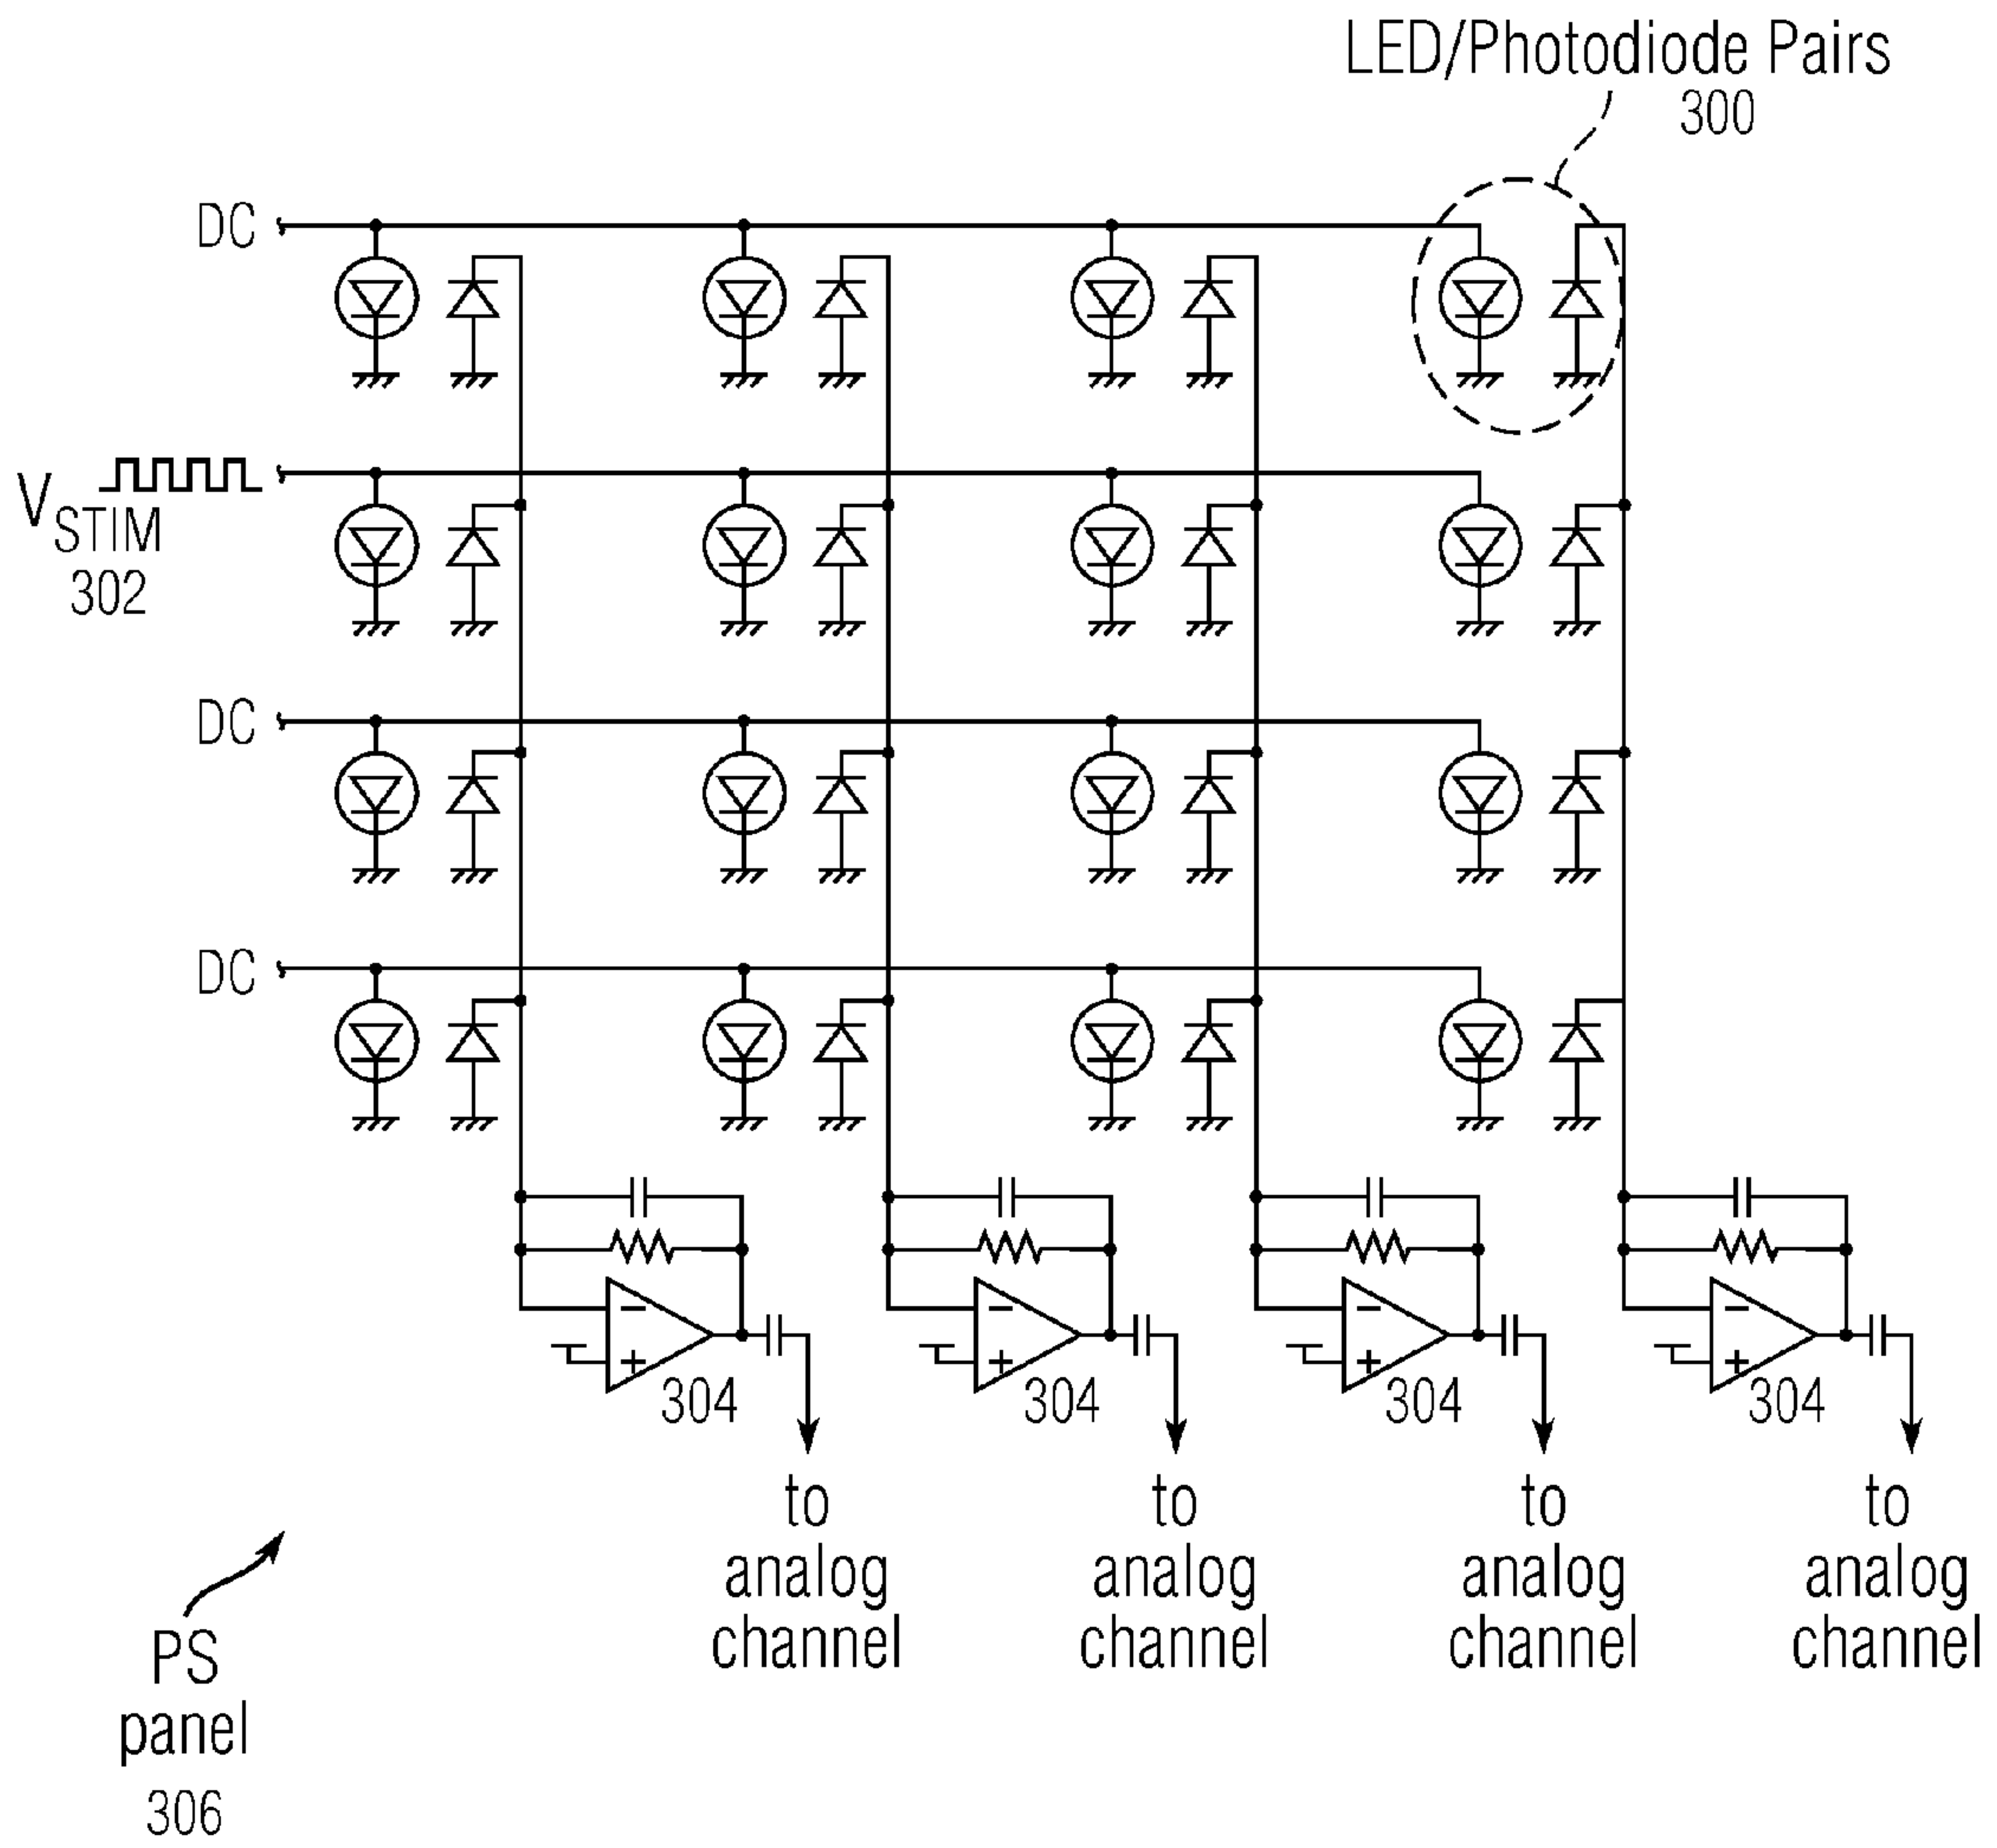 LED/Photodiode Pairs
300
DC
VSTIM
302
DC
DC
304
304
304
304
to
analog
channel
to
analog
channel
to
analog
channel
to
analog
channel
PS
panel
306